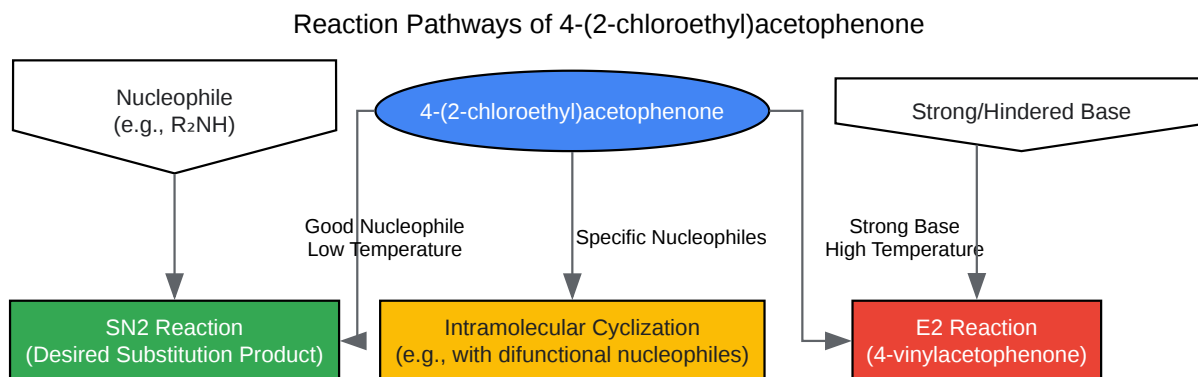 Reaction Pathways of 4-(2-chloroethyl)acetophenone
Nucleophile
(e.g., R₂NH)
4-(2-chloroethyl)acetophenone
Strong/Hindered Base
Good Nucleophile
Low Temperature
Specific Nucleophiles
Strong Base
High Temperature
SN2 Reaction
(Desired Substitution Product)
Intramolecular Cyclization
(e.g., with difunctional nucleophiles)
E2 Reaction
(4-vinylacetophenone)